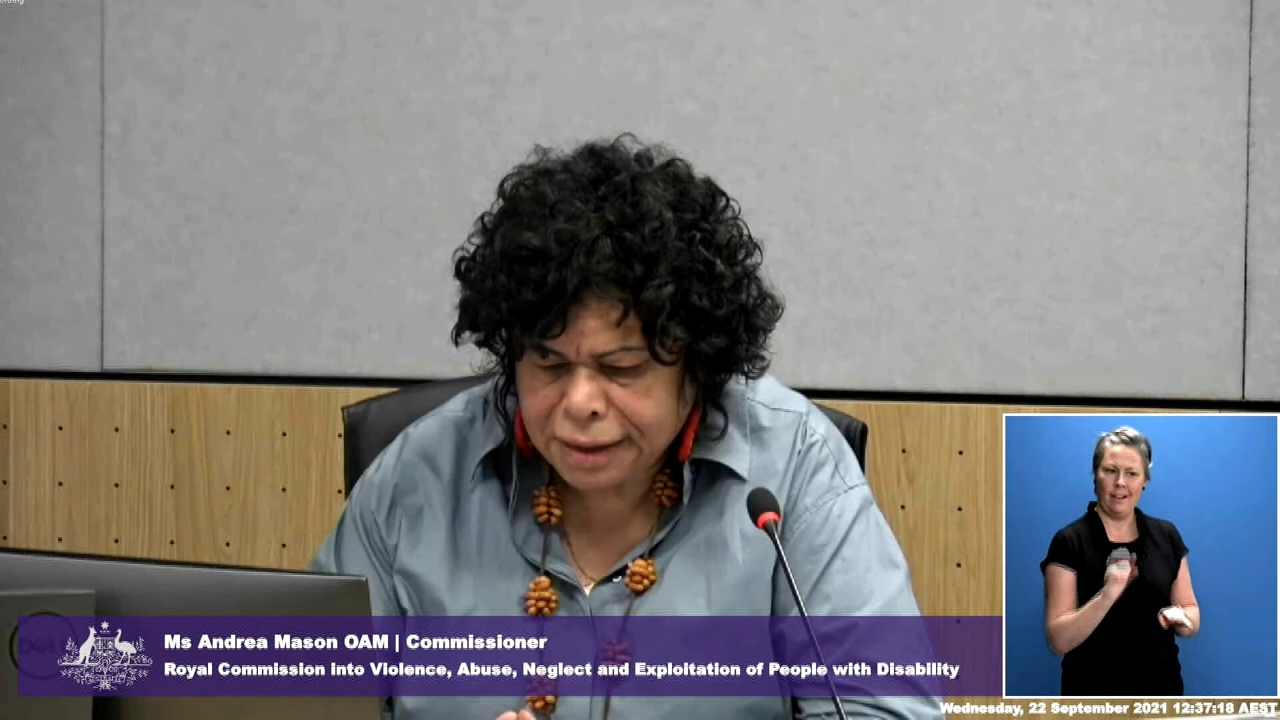 Ms Andrea Mason OAM | Commissioner
Royal Commission into Violence, Abuse, Neglect and Exploitation of People with Disability
Wednesday, 22 September 2021 12:37:18 AEST